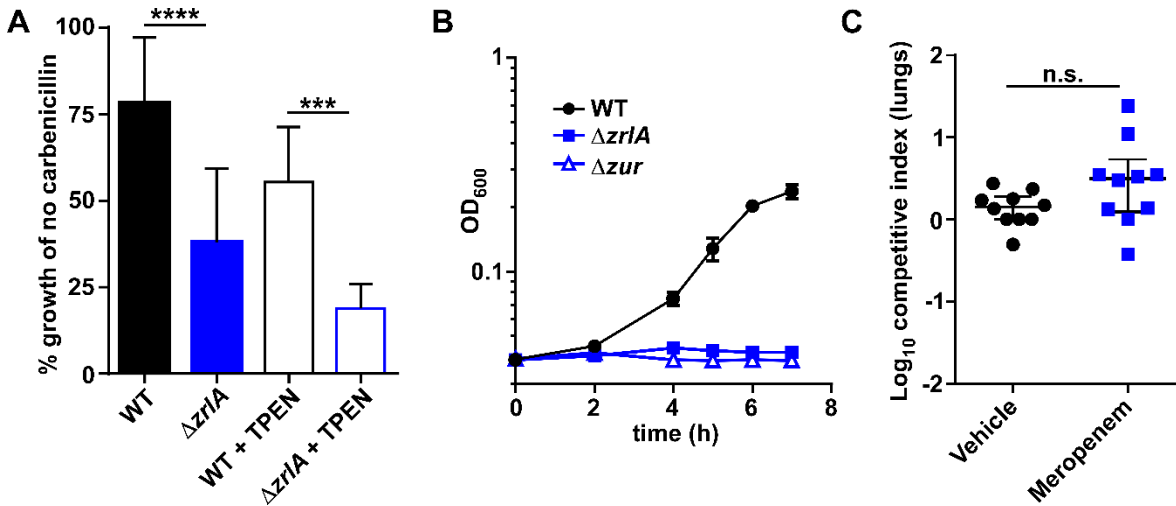 A
% growth of no carbenicillin
100
75
50
25
0
****
***
WT
ΔzrlA
WT + TPEN
ΔzrlA + TPEN
B
OD600
1
0.1
WT
ΔzrlA
Δzur
0 2 4 6 8
time (h)
C
Log10 competitive index (lungs)
2
1
0
-1
-2
n.s.
Vehicle
Meropenem